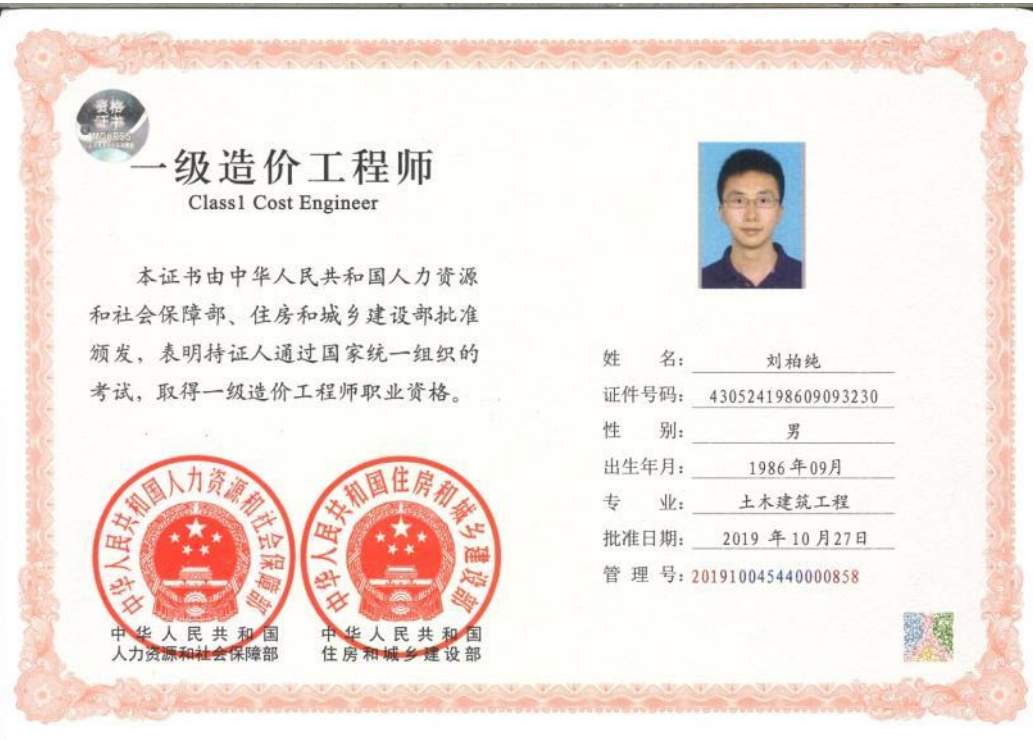 资格
证书
MOHRSS
一级造价工程师
Class1 Cost Engineer
本证书由中华人民共和国人力资源
和社会保障部、住房和城乡建设部批准
颁发，表明持证人通过国家统一组织的
考试，取得一级造价工程师职业资格。
中华人民共和国人力资源和社会保障部
中华人民共和国住房和城乡建设部
中华人民共和国
人力资源和社会保障部
中华人民共和国
住房和城乡建设部
姓 名： 刘柏纯
证件号码： 430524198609093230
性 别： 男
出生年月： 1986年09月
专 业： 土木建筑工程
批准日期： 2019 年 10 月27日
管 理 号：201910045440000858